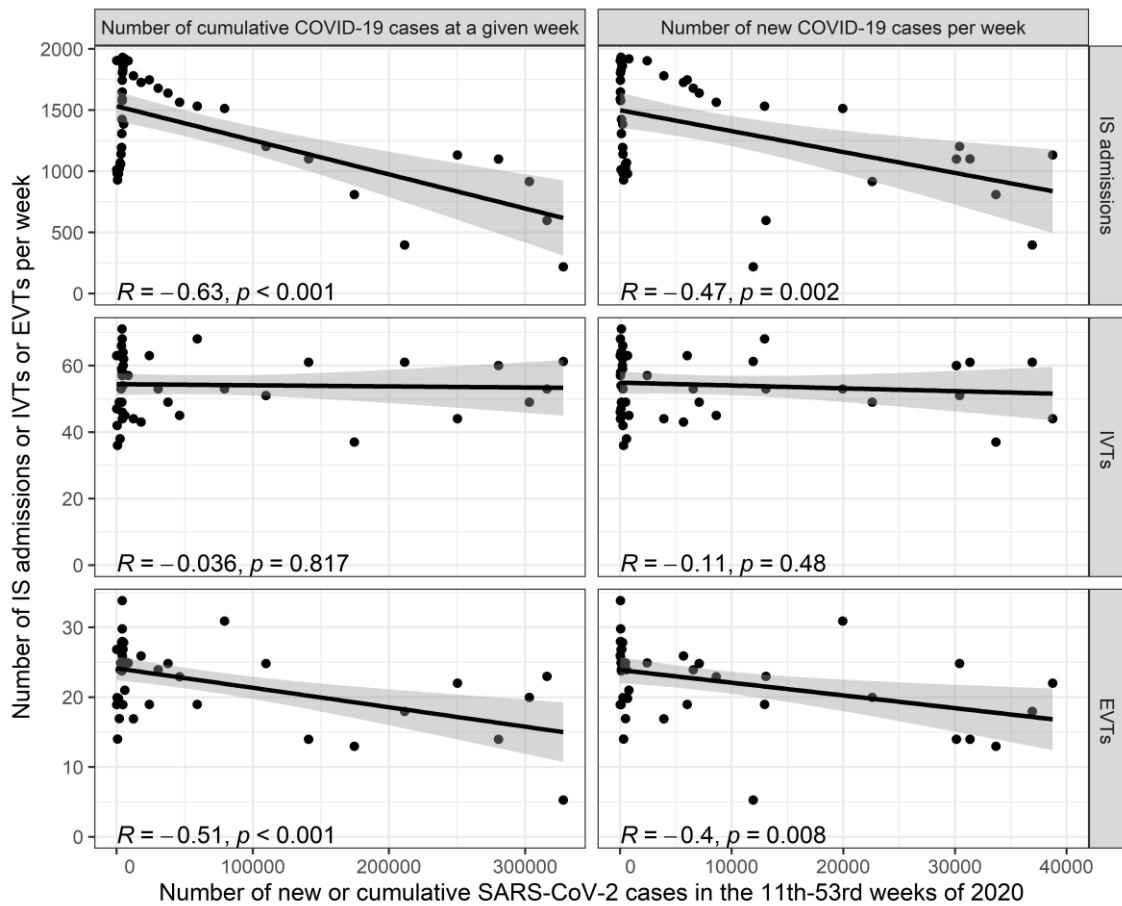 Number of cumulative COVID-19 cases at a given week
Number of new COVID-19 cases per week
Number of IS admissions or IVTs or EVTs per week
2000
1500
1000
500
0
R = −0.63, p < 0.001
R = −0.47, p = 0.002
IS admissions
60
40
20
0
R = −0.036, p = 0.817
R = −0.11, p = 0.48
IVTs
30
20
10
0
R = −0.51, p < 0.001
R = −0.4, p = 0.008
EVTs
0 100000 200000 300000 0 10000 20000 30000 40000
Number of new or cumulative SARS-CoV-2 cases in the 11th-53rd weeks of 2020